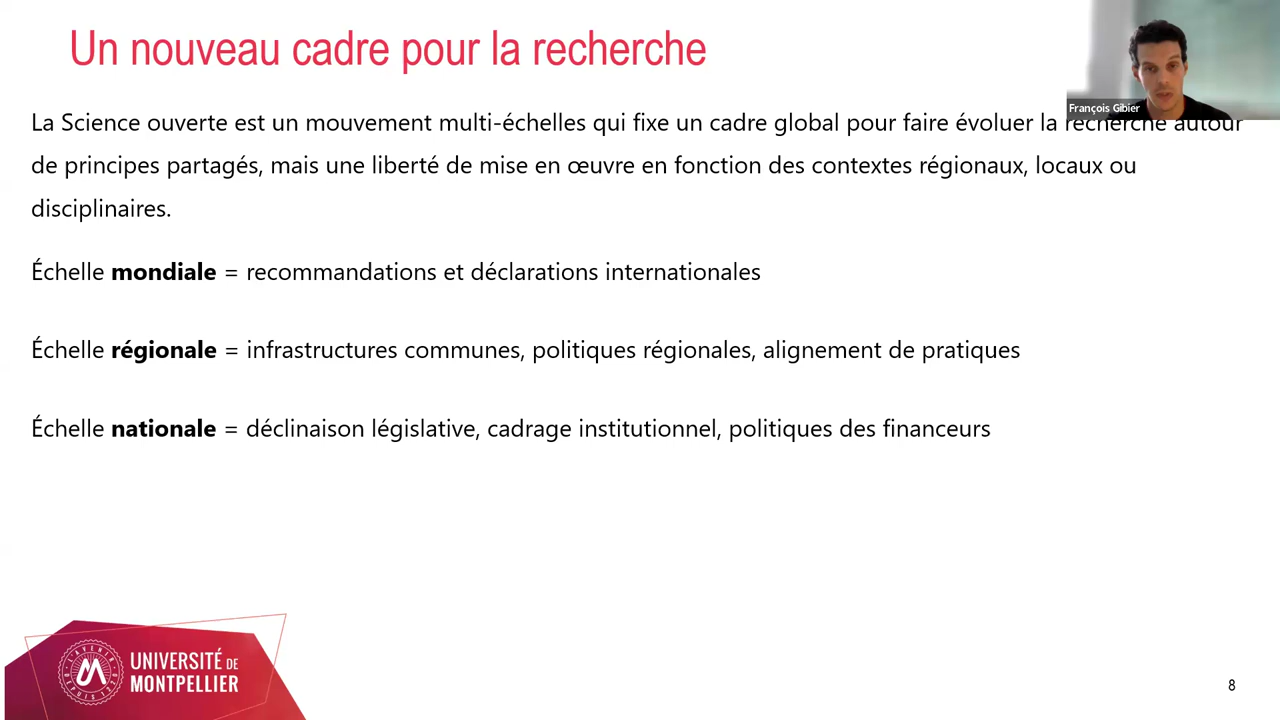 Un nouveau cadre pour la recherche
François Gibier
La Science ouverte est un mouvement multi-échelles qui fixe un cadre global pour faire évoluer la recherche autour
de principes partagés, mais une liberté de mise en œuvre en fonction des contextes régionaux, locaux ou
disciplinaires.
Échelle mondiale = recommandations et déclarations internationales
Échelle régionale = infrastructures communes, politiques régionales, alignement de pratiques
Échelle nationale = déclinaison législative, cadrage institutionnel, politiques des financeurs
L'AVENIR
DEPUIS 1220
UNIVERSITÉ DE
MONTPELLIER
8